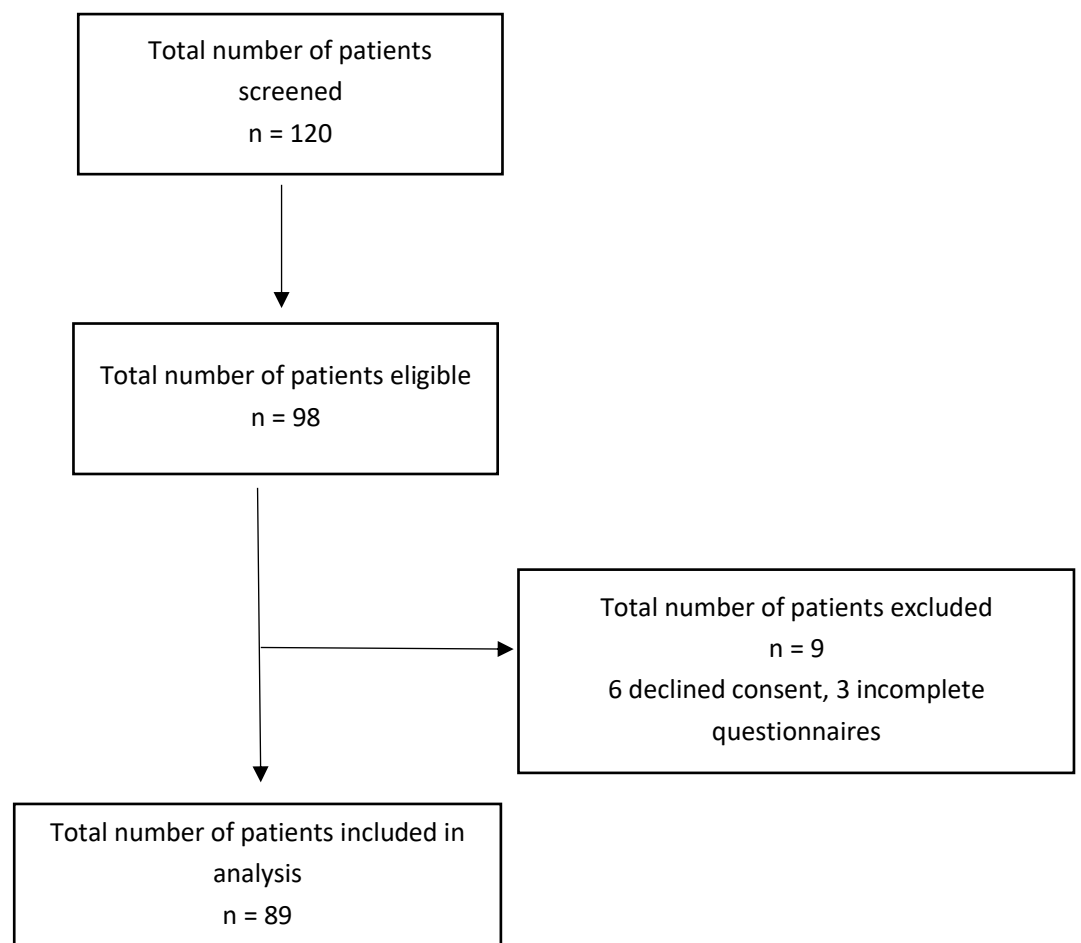 Total number of patients
screened
n = 120
Total number of patients eligible
n = 98
Total number of patients excluded
n = 9
6 declined consent, 3 incomplete
questionnaires
Total number of patients included in
analysis
n = 89